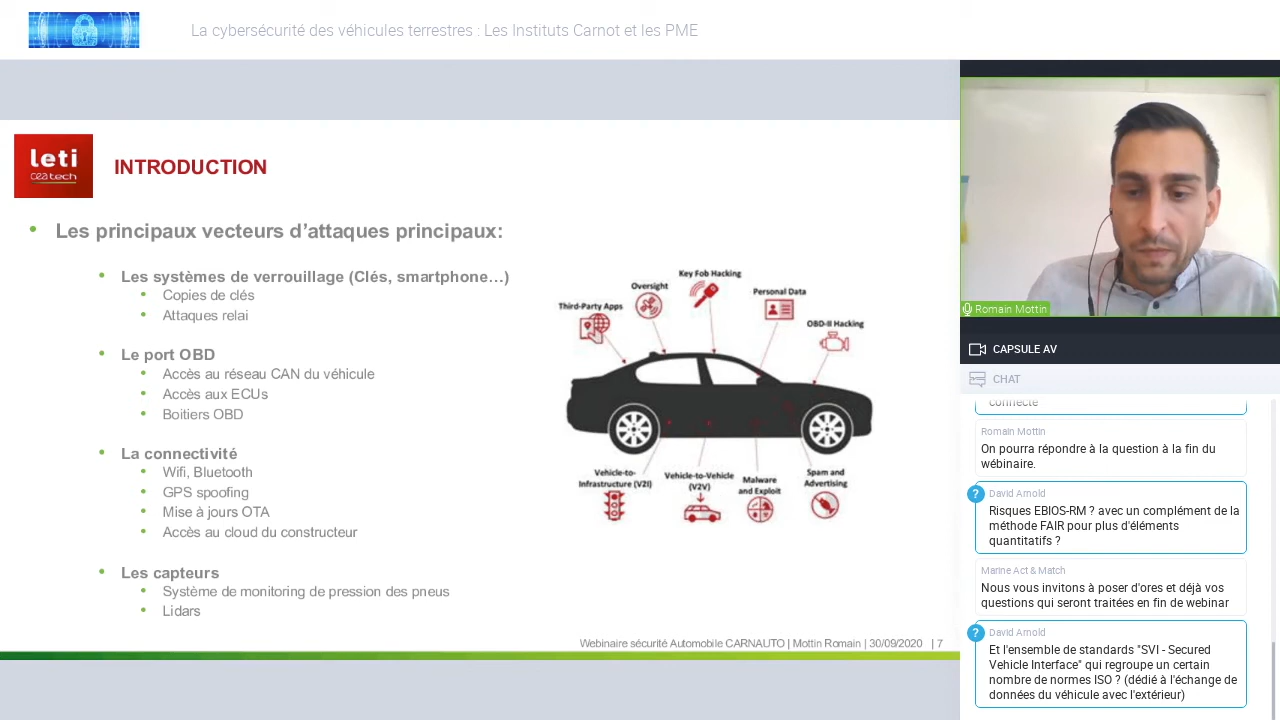 La cybersécurité des véhicules terrestres : Les Instituts Carnot et les PME
leti
cea tech
INTRODUCTION
Les principaux vecteurs d'attaques principaux:
Les systèmes de verrouillage (Clés, smartphone…)
Copies de clés
Attaques relai
Le port OBD
Accès au réseau CAN du véhicule
Accès aux ECUs
Boitiers OBD
La connectivité
Wifi, Bluetooth
GPS spoofing
Mise à jours OTA
Accès au cloud du constructeur
Les capteurs
Système de monitoring de pression des pneus
Lidars
Key Fob Hacking
Oversight
Personal Data
Third-Party Apps
OBD-II Hacking
Vehicle-to-
Infrastructure (V2I)
Vehicle-to-Vehicle
(V2V)
Malware
and Exploit
Spam and
Advertising
Webinaire sécurité Automobile CARNAUTO | Mottin Romain | 30/09/2020 | 7
Romain Mottin
CAPSULE AV
CHAT
connecté
Romain Mottin
On pourra répondre à la question à la fin du
wébinaire.
?
David Arnold
Risques EBIOS-RM ? avec un complément de la
méthode FAIR pour plus d'éléments
quantitatifs ?
Marine Act & Match
Nous vous invitons à poser d'ores et déjà vos
questions qui seront traitées en fin de webinar
?
David Arnold
Et l'ensemble de standards "SVI - Secured
Vehicle Interface" qui regroupe un certain
nombre de normes ISO ? (dédié à l'échange de
données du véhicule avec l'extérieur)